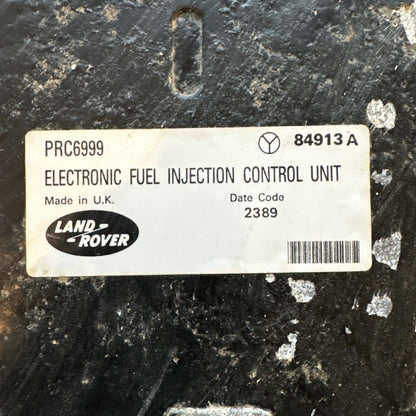 PRC6999
84913 A
ELECTRONIC FUEL INJECTION CONTROL UNIT
Made in U.K.
Date Code
2389
LAND
ROVER